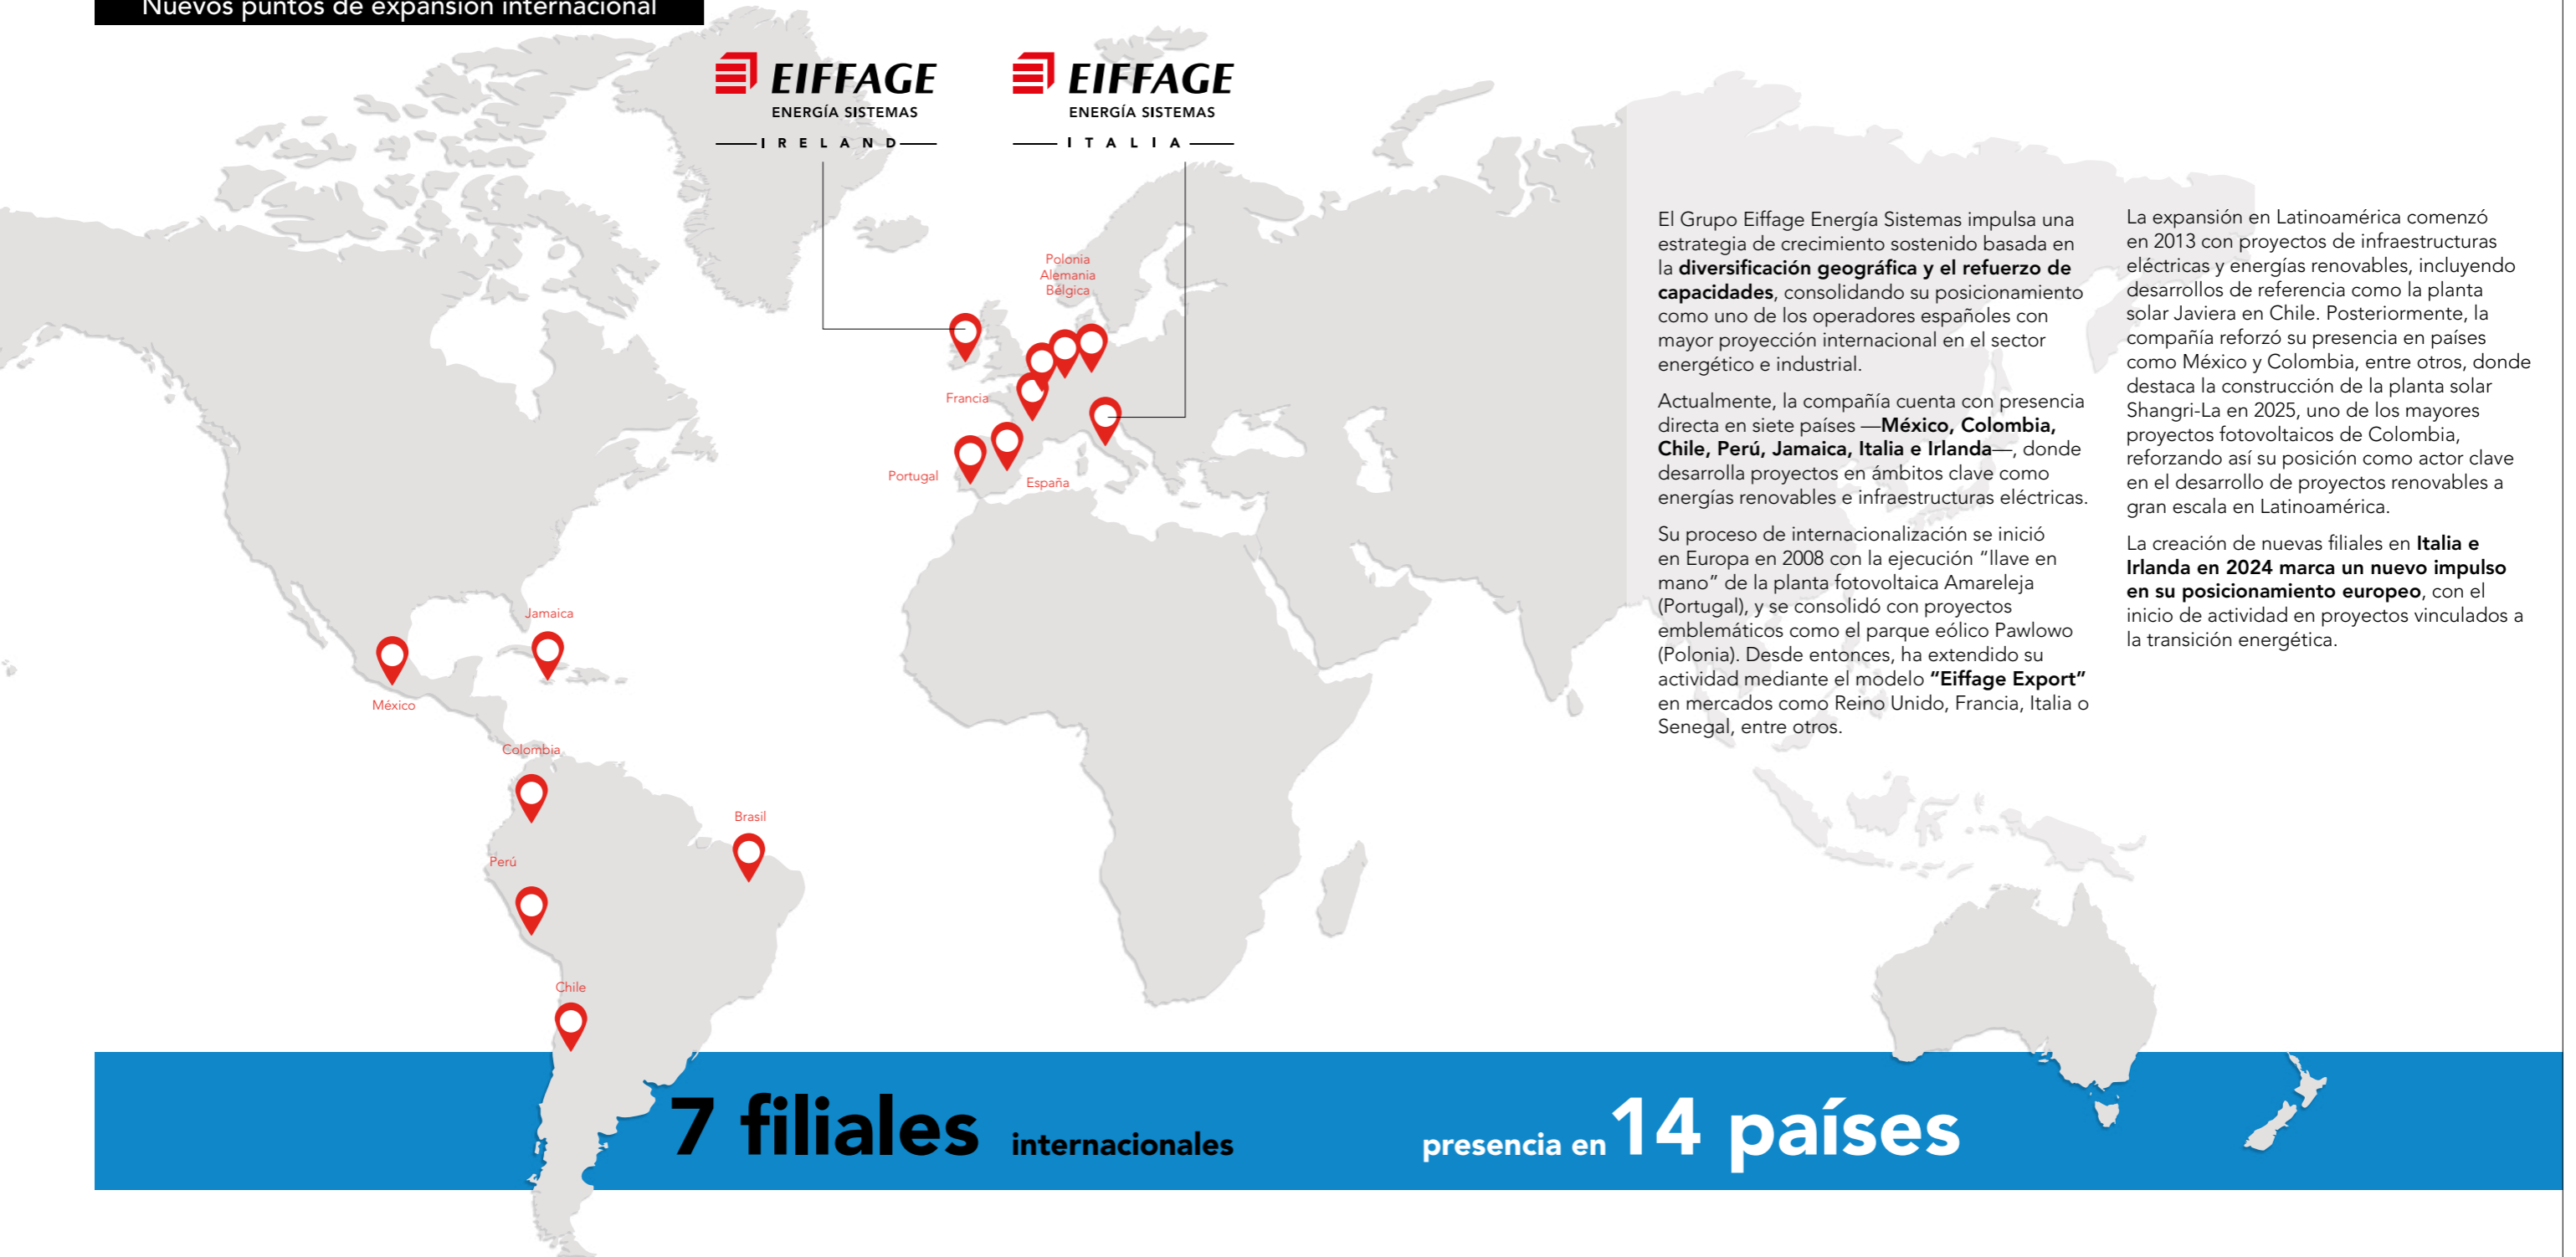 Nuevos puntos de expansión internacional
EIFFAGE
ENERGÍA SISTEMAS
IRELAND
EIFFAGE
ENERGÍA SISTEMAS
ITALIA
Polonia
Alemania
Bélgica
Francia
Portugal
España
Jamaica
México
Colombia
Brasil
Perú
Chile
El Grupo Eiffage Energía Sistemas impulsa una
estrategia de crecimiento sostenido basada en
la diversificación geográfica y el refuerzo de
capacidades, consolidando su posicionamiento
como uno de los operadores españoles con
mayor proyección internacional en el sector
energético e industrial.
Actualmente, la compañía cuenta con presencia
directa en siete países —México, Colombia,
Chile, Perú, Jamaica, Italia e Irlanda—, donde
desarrolla proyectos en ámbitos clave como
energías renovables e infraestructuras eléctricas.
Su proceso de internacionalización se inició
en Europa en 2008 con la ejecución “llave en
mano” de la planta fotovoltaica Amareleja
(Portugal), y se consolidó con proyectos
emblemáticos como el parque eólico Pawlowo
(Polonia). Desde entonces, ha extendido su
actividad mediante el modelo “Eiffage Export”
en mercados como Reino Unido, Francia, Italia o
Senegal, entre otros.
La expansión en Latinoamérica comenzó
en 2013 con proyectos de infraestructuras
eléctricas y energías renovables, incluyendo
desarrollos de referencia como la planta
solar Javiera en Chile. Posteriormente, la
compañía reforzó su presencia en países
como México y Colombia, entre otros, donde
destaca la construcción de la planta solar
Shangri-La en 2025, uno de los mayores
proyectos fotovoltaicos de Colombia,
reforzando así su posición como actor clave
en el desarrollo de proyectos renovables a
gran escala en Latinoamérica.
La creación de nuevas filiales en Italia e
Irlanda en 2024 marca un nuevo impulso
en su posicionamiento europeo, con el
inicio de actividad en proyectos vinculados a
la transición energética.
7 filiales internacionales
presencia en 14 países